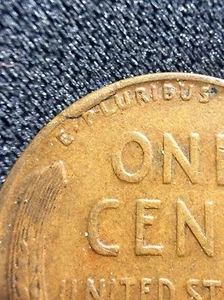 E. PLURIBUS
ONE
CEN
UNITED ST